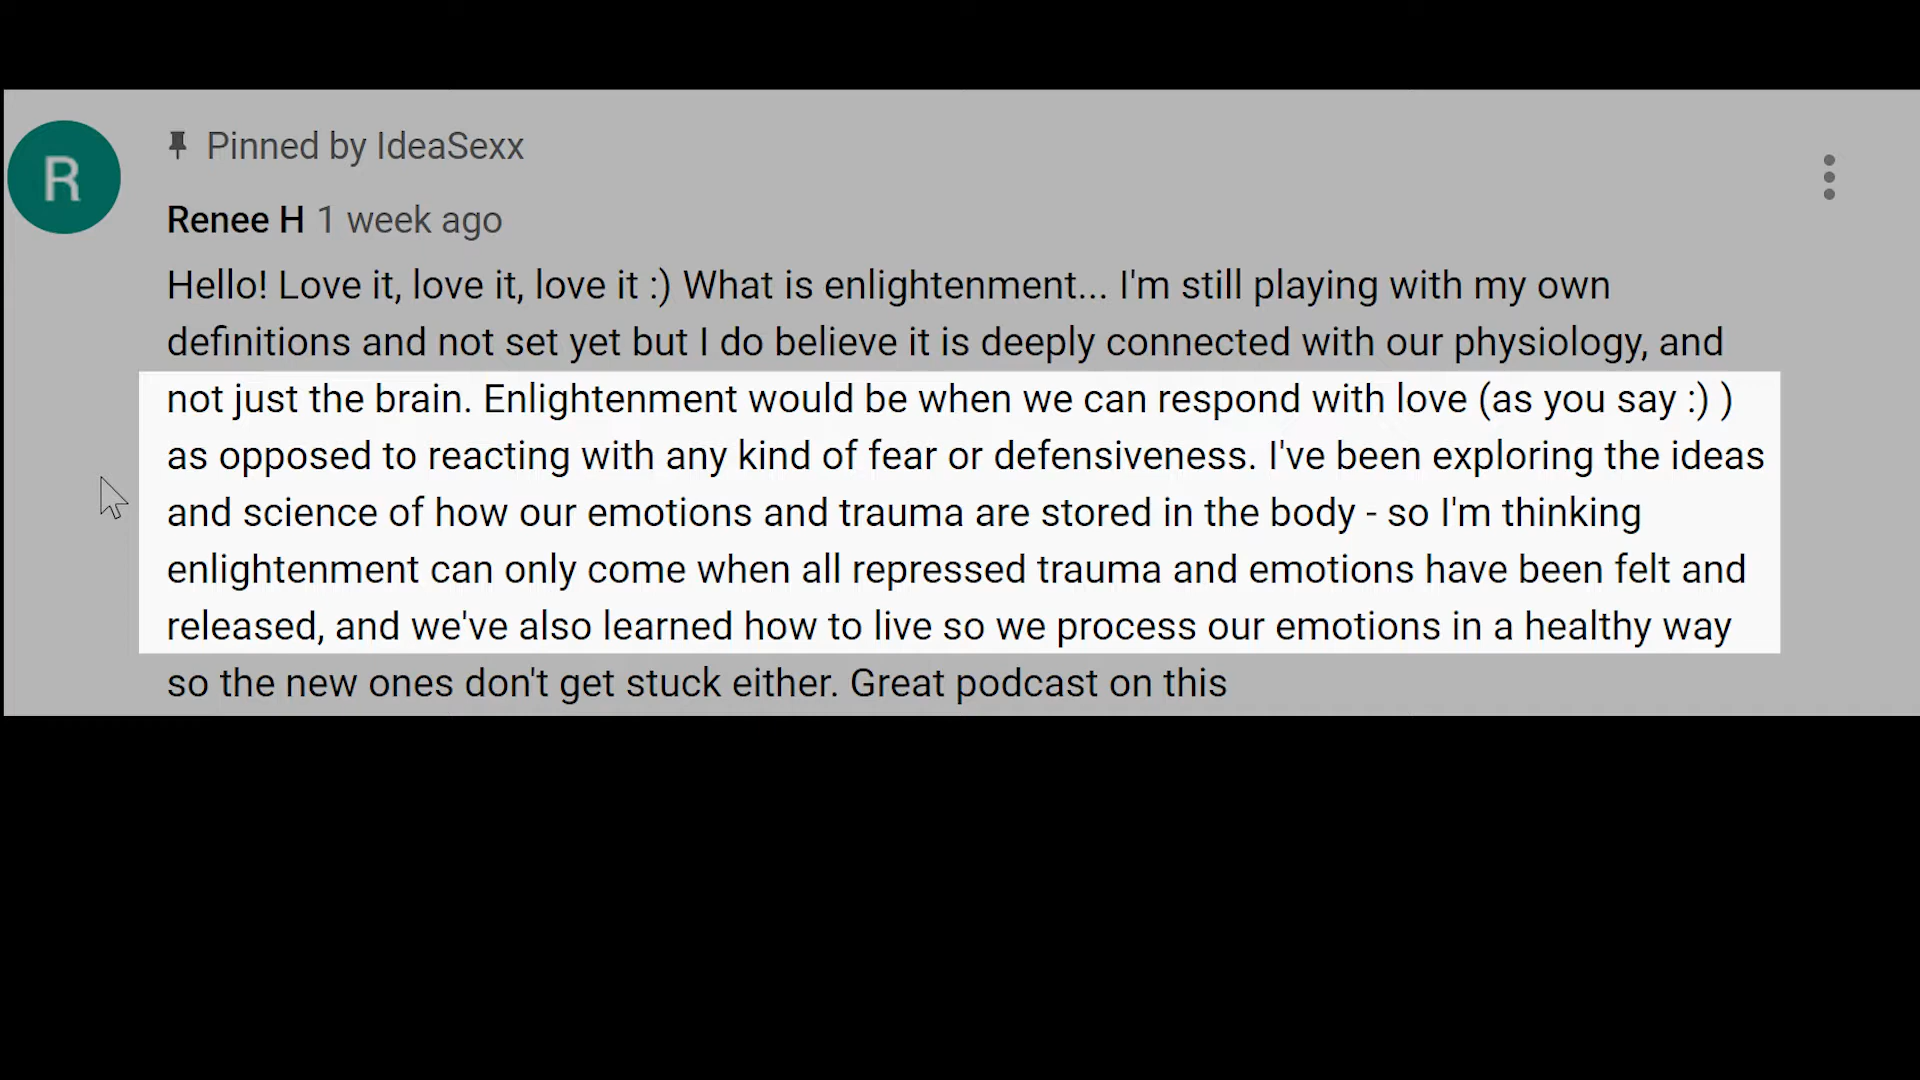 R
Pinned by IdeaSexx
Renee H 1 week ago
Hello! Love it, love it, love it :) What is enlightenment... I'm still playing with my own
definitions and not set yet but I do believe it is deeply connected with our physiology, and
not just the brain. Enlightenment would be when we can respond with love (as you say :) )
as opposed to reacting with any kind of fear or defensiveness. I've been exploring the ideas
and science of how our emotions and trauma are stored in the body - so I'm thinking
enlightenment can only come when all repressed trauma and emotions have been felt and
released, and we've also learned how to live so we process our emotions in a healthy way
so the new ones don't get stuck either. Great podcast on this